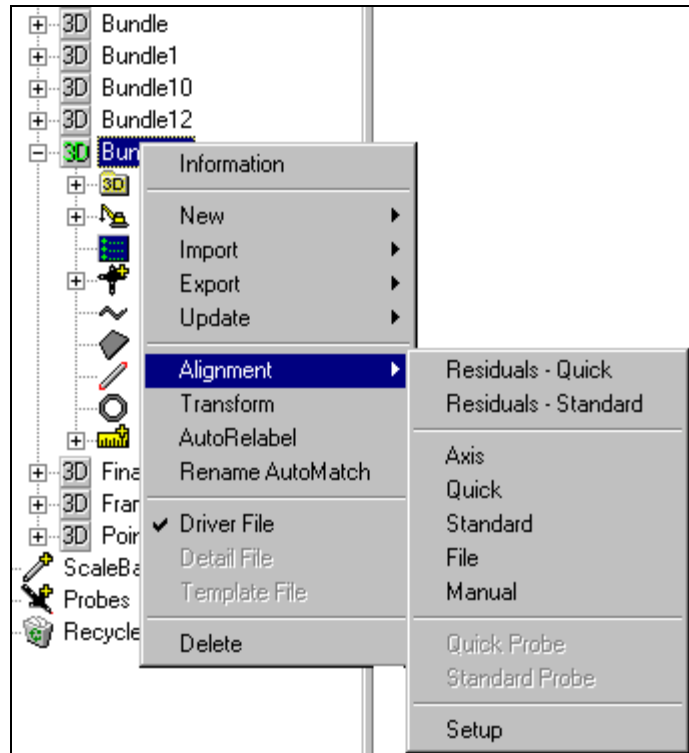 3D Bundle
3D Bundle1
3D Bundle10
3D Bundle12
3D Bun
3D
3D Fina
3D Fran
3D Poin
ScaleBa
Probes
Recycle
Information
New
Import
Export
Update
Alignment
Transform
AutoRelabel
Rename AutoMatch
Driver File
Detail File
Template File
Delete
Residuals - Quick
Residuals - Standard
Axis
Quick
Standard
File
Manual
Quick Probe
Standard Probe
Setup